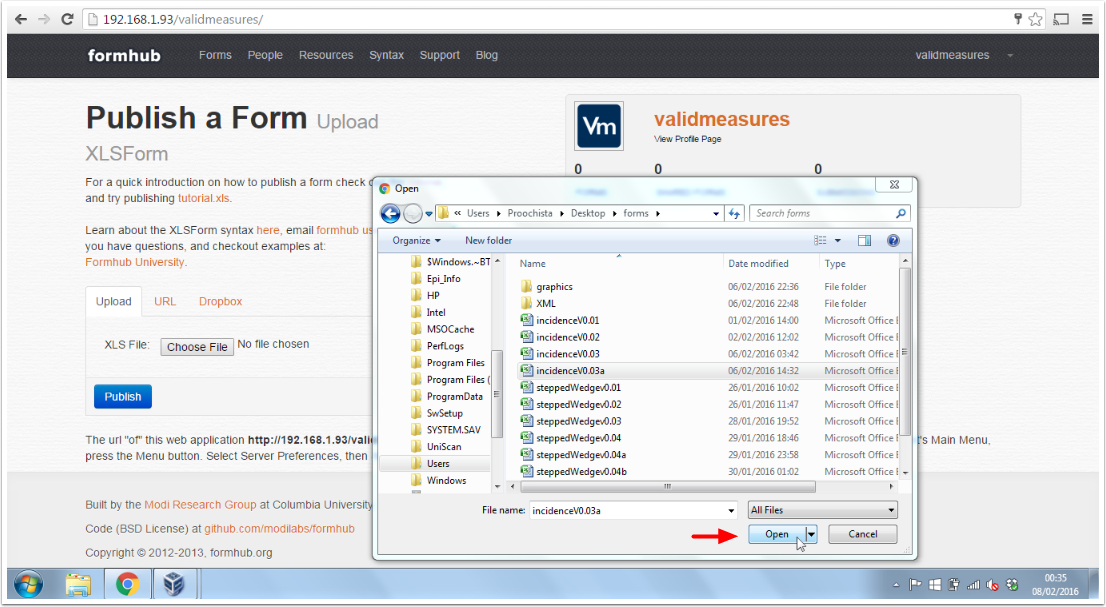 192.168.1.93/validmeasures/
formhub Forms People Resources Syntax Support Blog validmeasures
Publish a Form Upload
XLSForm
For a quick introduction on how to publish a form check
and try publishing tutorial.xls.
Learn about the XLSForm syntax here, email formhub us
you have questions, and checkout examples at:
Formhub University.
Upload URL Dropbox
XLS File: Choose File No file chosen
Publish
The url "of" this web application http://192.168.1.93/valid 's Main Menu,
press the Menu button. Select Server Preferences, then
Built by the Modi Research Group at Columbia University
Code (BSD License) at github.com/modilabs/formhub
Copyright © 2012-2013, formhub.org
Vm
validmeasures
View Profile Page
0 0 0
Open
« Users Proochista Desktop forms Search forms
Organize New folder
$Windows.~BT
Epi_Info
HP
Intel
MSOCache
PerfLogs
Program Files
Program Files (
ProgramData
SwSetup
SYSTEM.SAV
UniScan
Users
Windows
Name Date modified Type
graphics 06/02/2016 22:36 File folder
XML 06/02/2016 22:48 File folder
incidenceV0.01 01/02/2016 14:00 Microsoft Office E
incidenceV0.02 02/02/2016 12:02 Microsoft Office E
incidenceV0.03 06/02/2016 03:42 Microsoft Office E
incidenceV0.03a 06/02/2016 14:32 Microsoft Office E
steppedWedgev0.01 26/01/2016 10:02 Microsoft Office E
steppedWedgev0.02 26/01/2016 11:47 Microsoft Office E
steppedWedgev0.03 28/01/2016 19:52 Microsoft Office E
steppedWedgev0.04 29/01/2016 18:46 Microsoft Office E
steppedWedgev0.04a 29/01/2016 23:58 Microsoft Office E
steppedWedgev0.04b 30/01/2016 01:02 Microsoft Office E
File name: incidenceV0.03a All Files
Open Cancel
00:35
08/02/2016